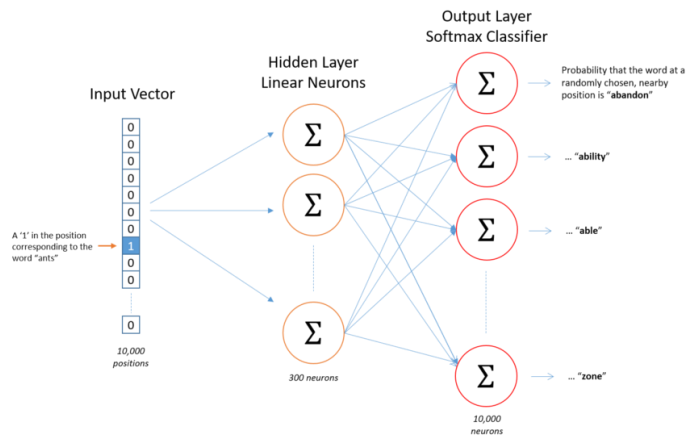 Output Layer
Softmax Classifier
Hidden Layer
Linear Neurons
Input Vector
0
0
0
0
0
0
0
1
0
0
0
A '1' in the position
corresponding to the
word "ants"
10,000
positions
Σ
Σ
Σ
300 neurons
Σ
Σ
Σ
Σ
10,000
neurons
Probability that the word at a
randomly chosen, nearby
position is "abandon"
... "ability"
... "able"
... "zone"